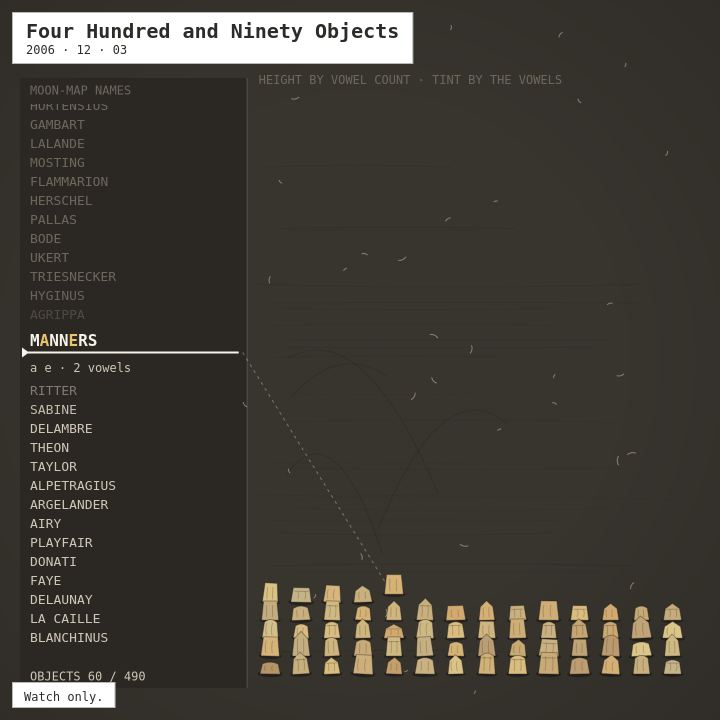 Four Hundred and Ninety Objects
2006 · 12 · 03
MOON-MAP NAMES
HEIGHT BY VOWEL COUNT · TINT BY THE VOWELS
HORTENSIUS
GAMBART
LALANDE
MOSTING
FLAMMARION
HERSCHEL
PALLAS
BODE
UKERT
TRIESNECKER
HYGINUS
AGRIPPA
MANNERS
a e · 2 vowels
RITTER
SABINE
DELAMBRE
THEON
TAYLOR
ALPETRAGIUS
ARGELANDER
AIRY
PLAYFAIR
DONATI
FAYE
DELAUNAY
LA CAILLE
BLANCHINUS
OBJECTS 60 / 490
Watch only.